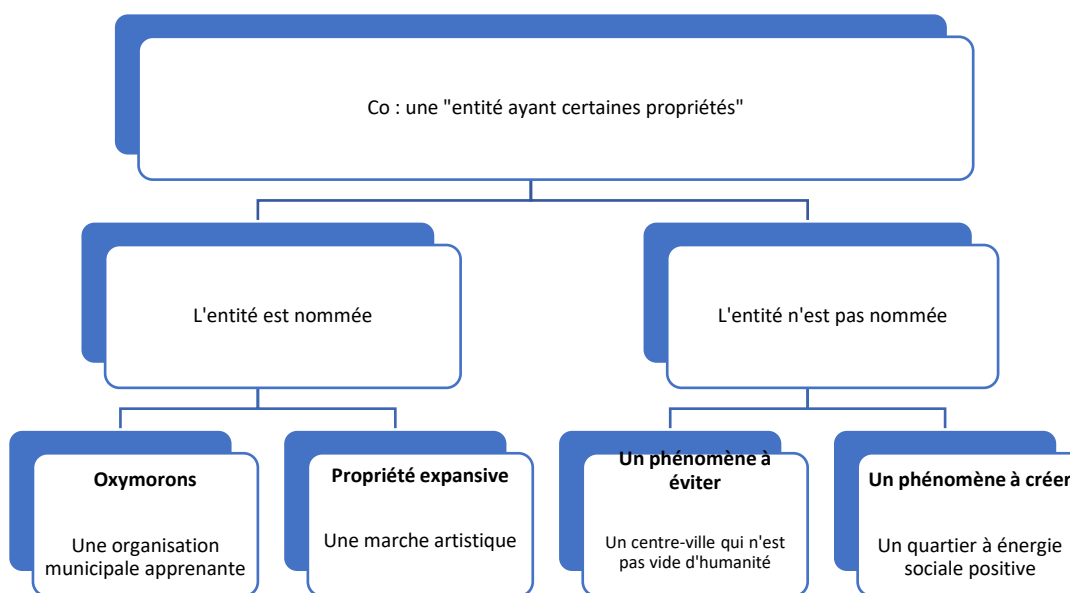 Co : une "entité ayant certaines propriétés"
L'entité est nommée
L'entité n'est pas nommée
Oxymorons
Une organisation
municipale apprenante
Propriété expansive
Une marche artistique
Un phénomène à
éviter
Un centre-ville qui n'est
pas vide d'humanité
Un phénomène à créer
Un quartier à énergie
sociale positive